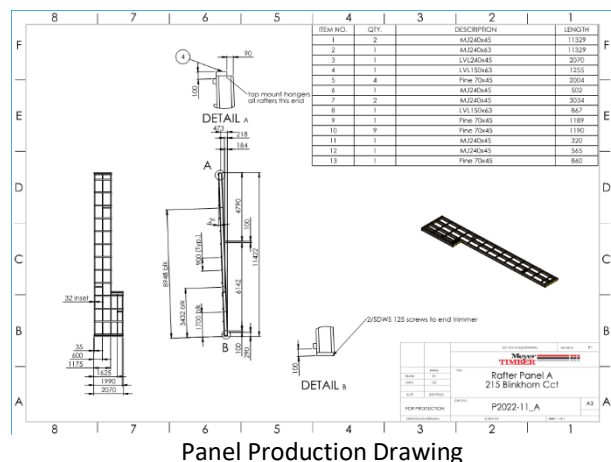 8 7 6 5 4 3 2 1
F
E
D
C
B
A
ITEM NO. QTY. DESCRIPTION LENGTH
1 2 MJ240x45 11329
2 1 MJ240x63 11329
3 1 LVL240x45 2070
4 1 LVL150x63 1255
5 4 Pine 70x45 2004
6 1 MJ240x45 502
7 2 MJ240x45 3034
8 1 LVL150x63 867
9 1 Pine 70x45 1189
10 9 Pine 70x45 1190
11 1 MJ240x45 320
12 1 MJ240x45 565
13 1 Pine 70x45 860
4
90
100
top mount hangers
all rafters this end
DETAIL A
473
218
184
A
4790
100
11422
900 (Typ.)
8948 blk
6142
3432 blk
1700 blk
B
100
290
32 inset
35
600
1175
1625
1990
2070
2/SDWS 125 screws to end trimmer
100
DETAIL B
Meyer
TIMBER
Rafter Panel A
215 Blinkhorn Cct
FOR PRODUCTION
P2022-11_A
A3
F
E
D
C
B
A
8 7 6 5 4 3 2 1
Panel Production Drawing